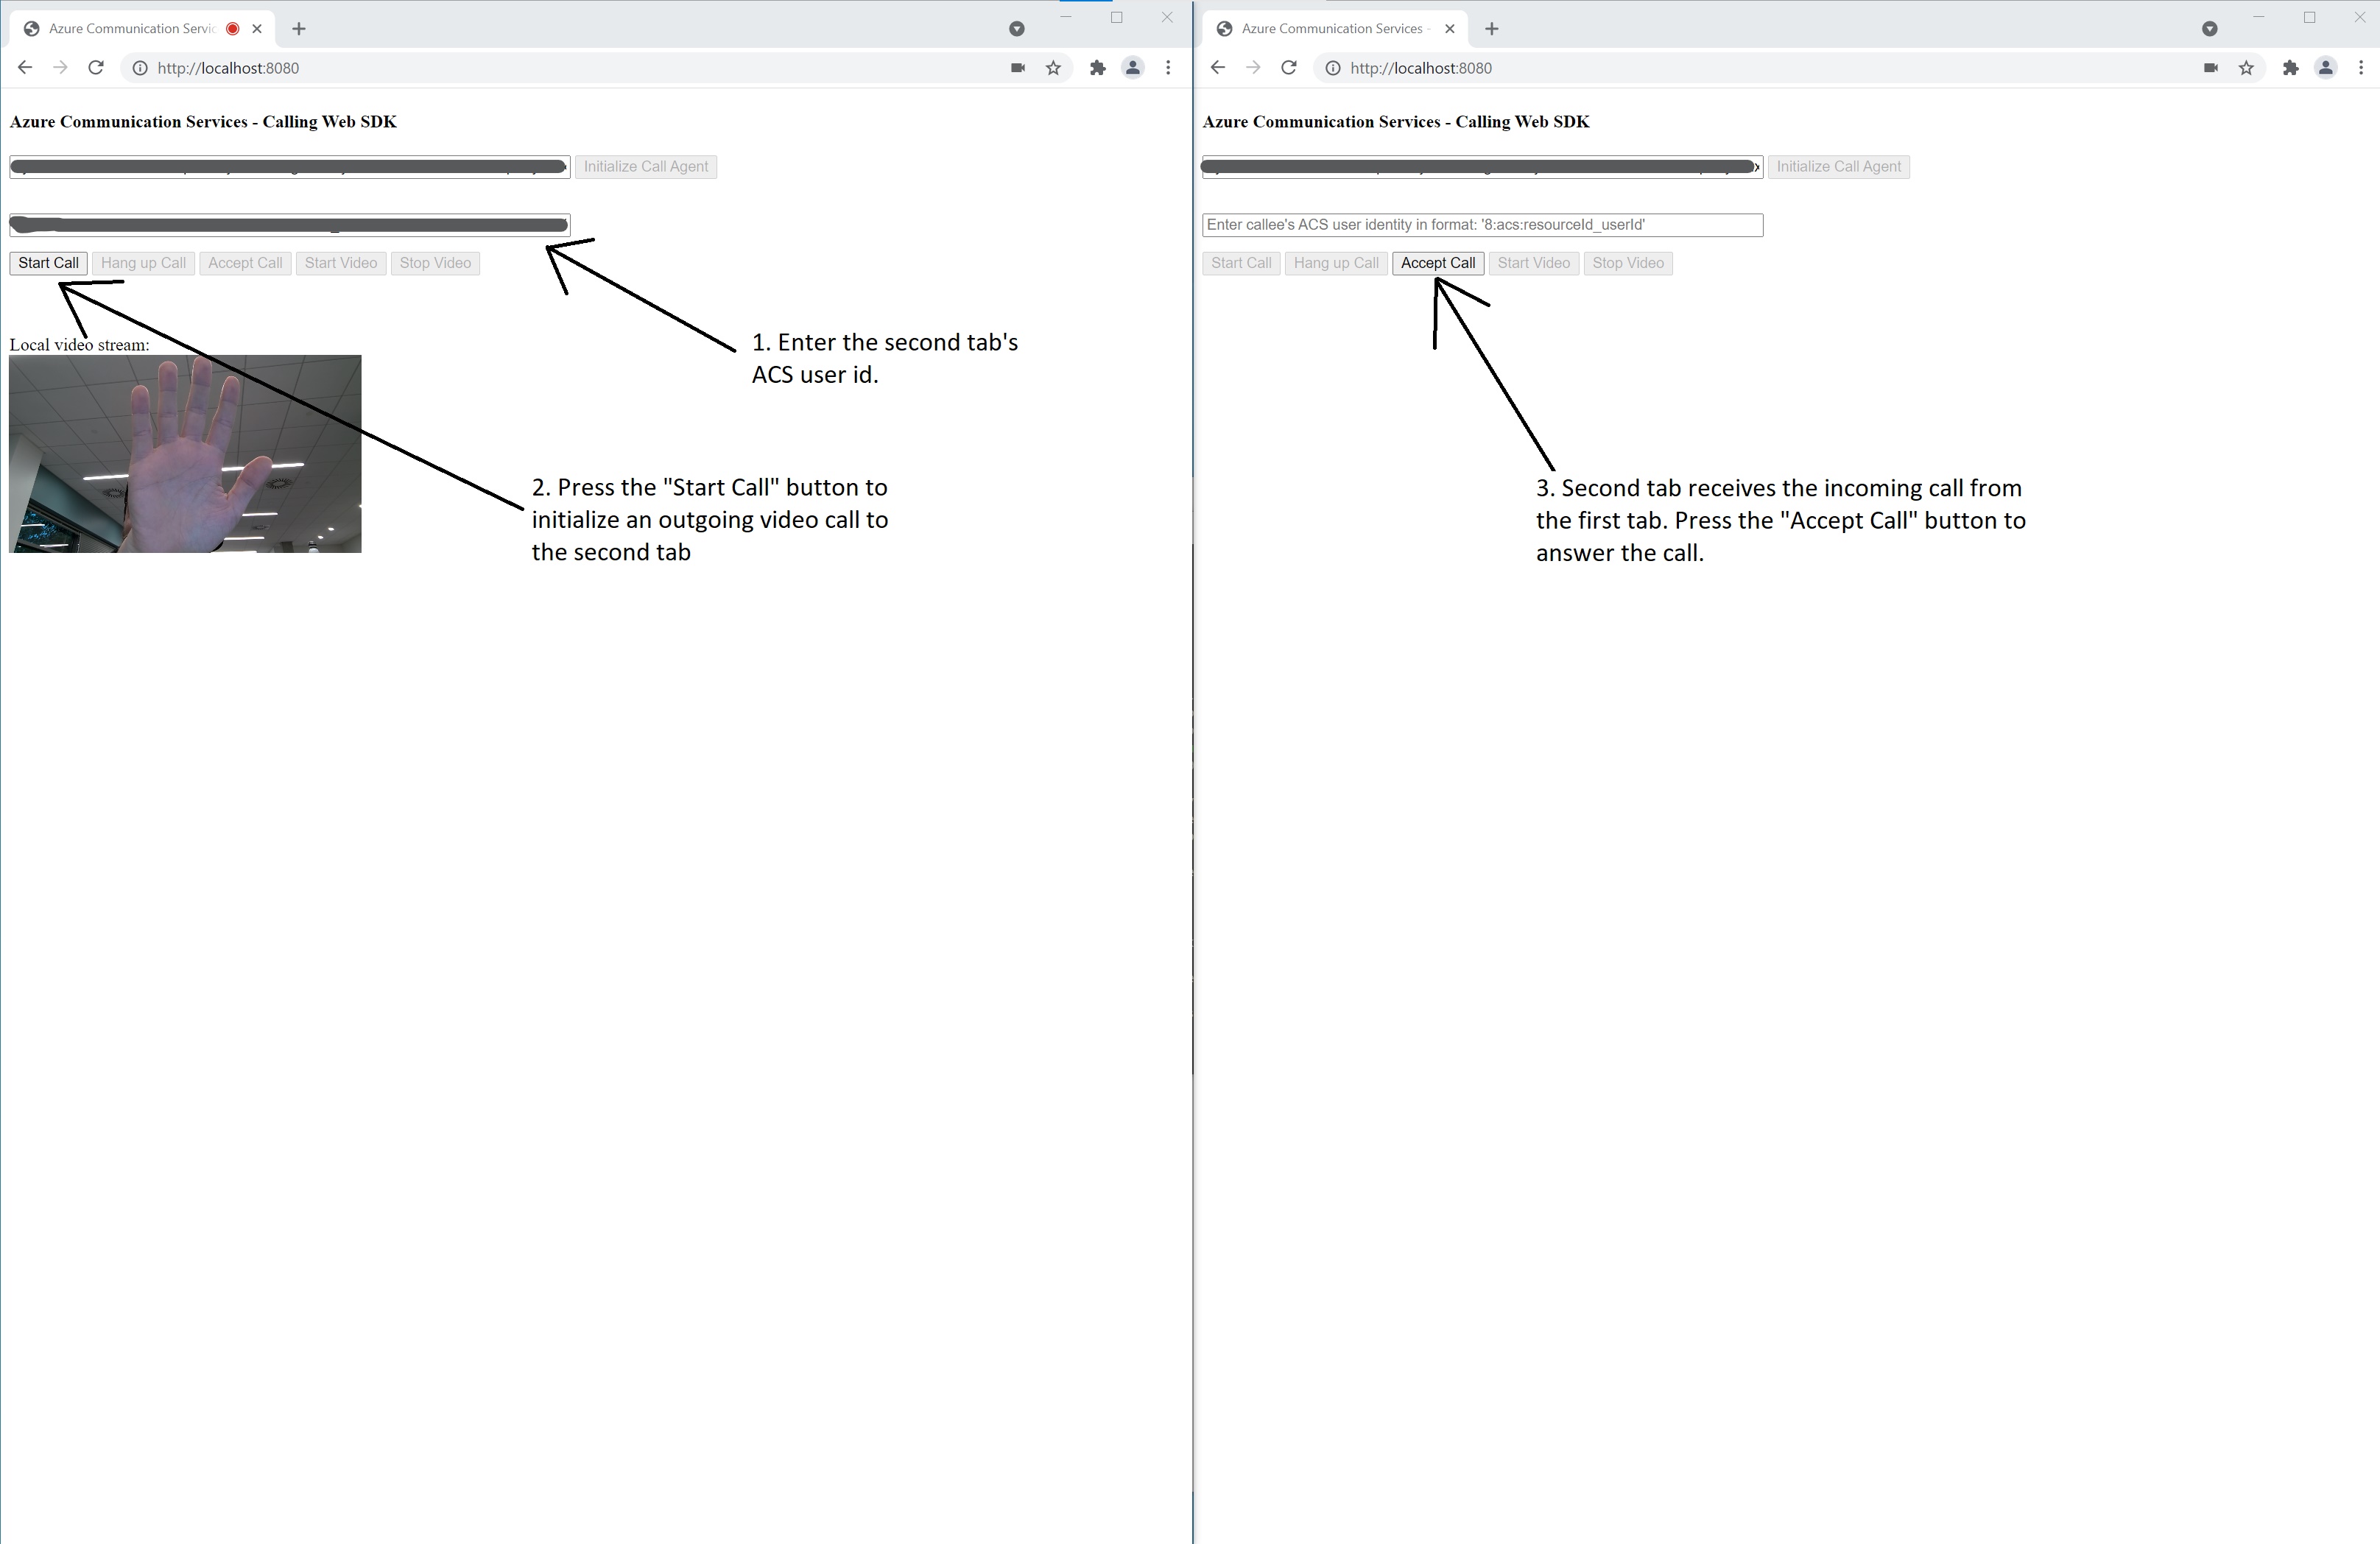 Azure Communication Servic
http://localhost:8080
Azure Communication Services - Calling Web SDK
Initialize Call Agent
Start Call Hang up Call Accept Call Start Video Stop Video
1. Enter the second tab's
ACS user id.
Local video stream:
2. Press the "Start Call" button to
initialize an outgoing video call to
the second tab
Azure Communication Services -
http://localhost:8080
Azure Communication Services - Calling Web SDK
Initialize Call Agent
Enter callee's ACS user identity in format: '8:acs:resourceId_userId'
Start Call Hang up Call Accept Call Start Video Stop Video
3. Second tab receives the incoming call from
the first tab. Press the "Accept Call" button to
answer the call.